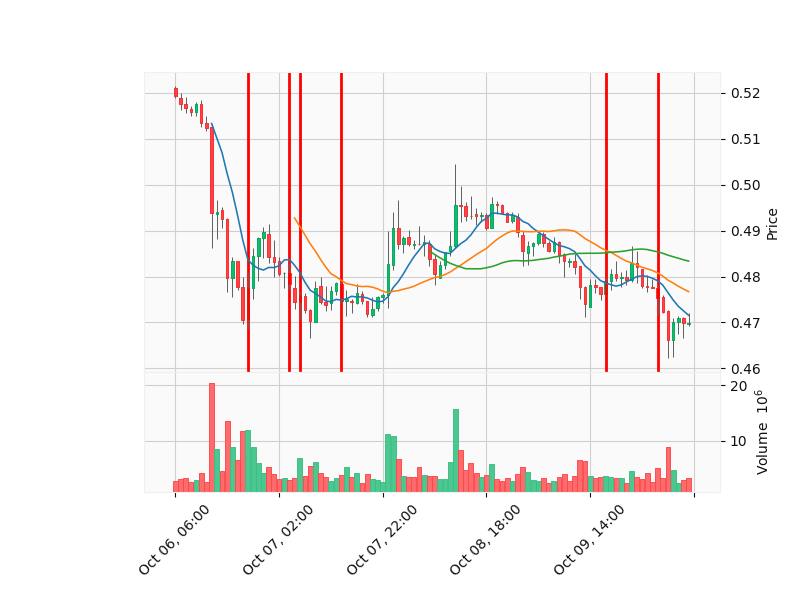 0.52
0.51
0.50
0.49
0.48
0.47
0.46
Price
20
10
Volume 10⁶
Oct 06, 06:00
Oct 07, 02:00
Oct 07, 22:00
Oct 08, 18:00
Oct 09, 14:00